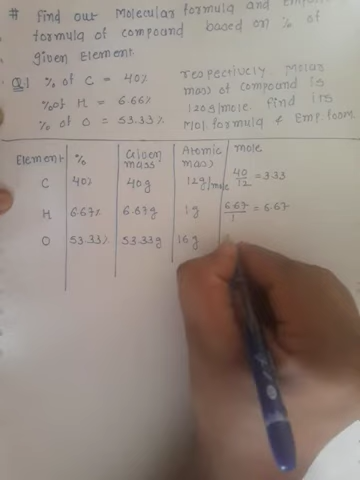 # Find our Molecular formula and
formula of compound based on % of
given Element
Q1 % of C = 40% respectively Molar
mass of compound is
%of H = 6.66% 120g/mole. Find its
% of O = 53.33% Mol. formula & Emp. form.
Element % Given mass Atomic mass) mole
C 40% 40g 12g/mole 40/12 = 3.33
H 6.67% 6.67g 1g 6.67/1 = 6.67
O 53.33% 53.33g 16g